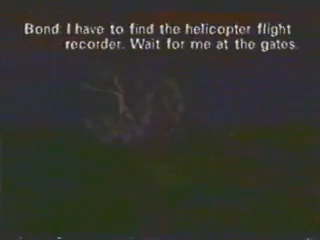 Bond: I have to find the helicopter flight
recorder. Wait for me at the gates.